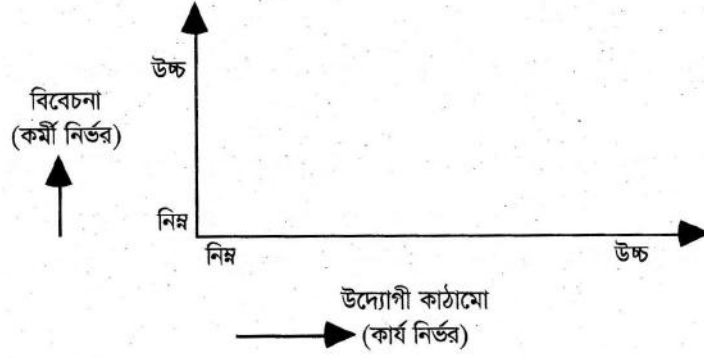 উচ্চ
বিবেচনা
(কর্মী নির্ভর)
নিম্ন
নিম্ন
উচ্চ
উদ্যোগী কাঠামো
(কার্য নির্ভর)